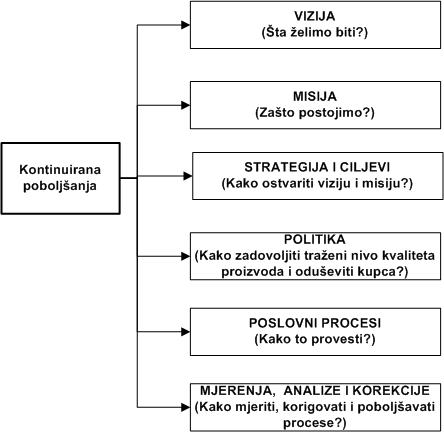 VIZIJA
(Šta želimo biti?)
MISIJA
(Zašto postojimo?)
Kontinuirana
poboljšanja
STRATEGIJA I CILJEVI
(Kako ostvariti viziju i misiju?)
POLITIKA
(Kako zadovoljiti traženi nivo kvaliteta
proizvoda i oduševiti kupca?)
POSLOVNI PROCESI
(Kako to provesti?)
MJERENJA, ANALIZE I KOREKCIJE
(Kako mjeriti, korigovati i poboljšavati
procese?)